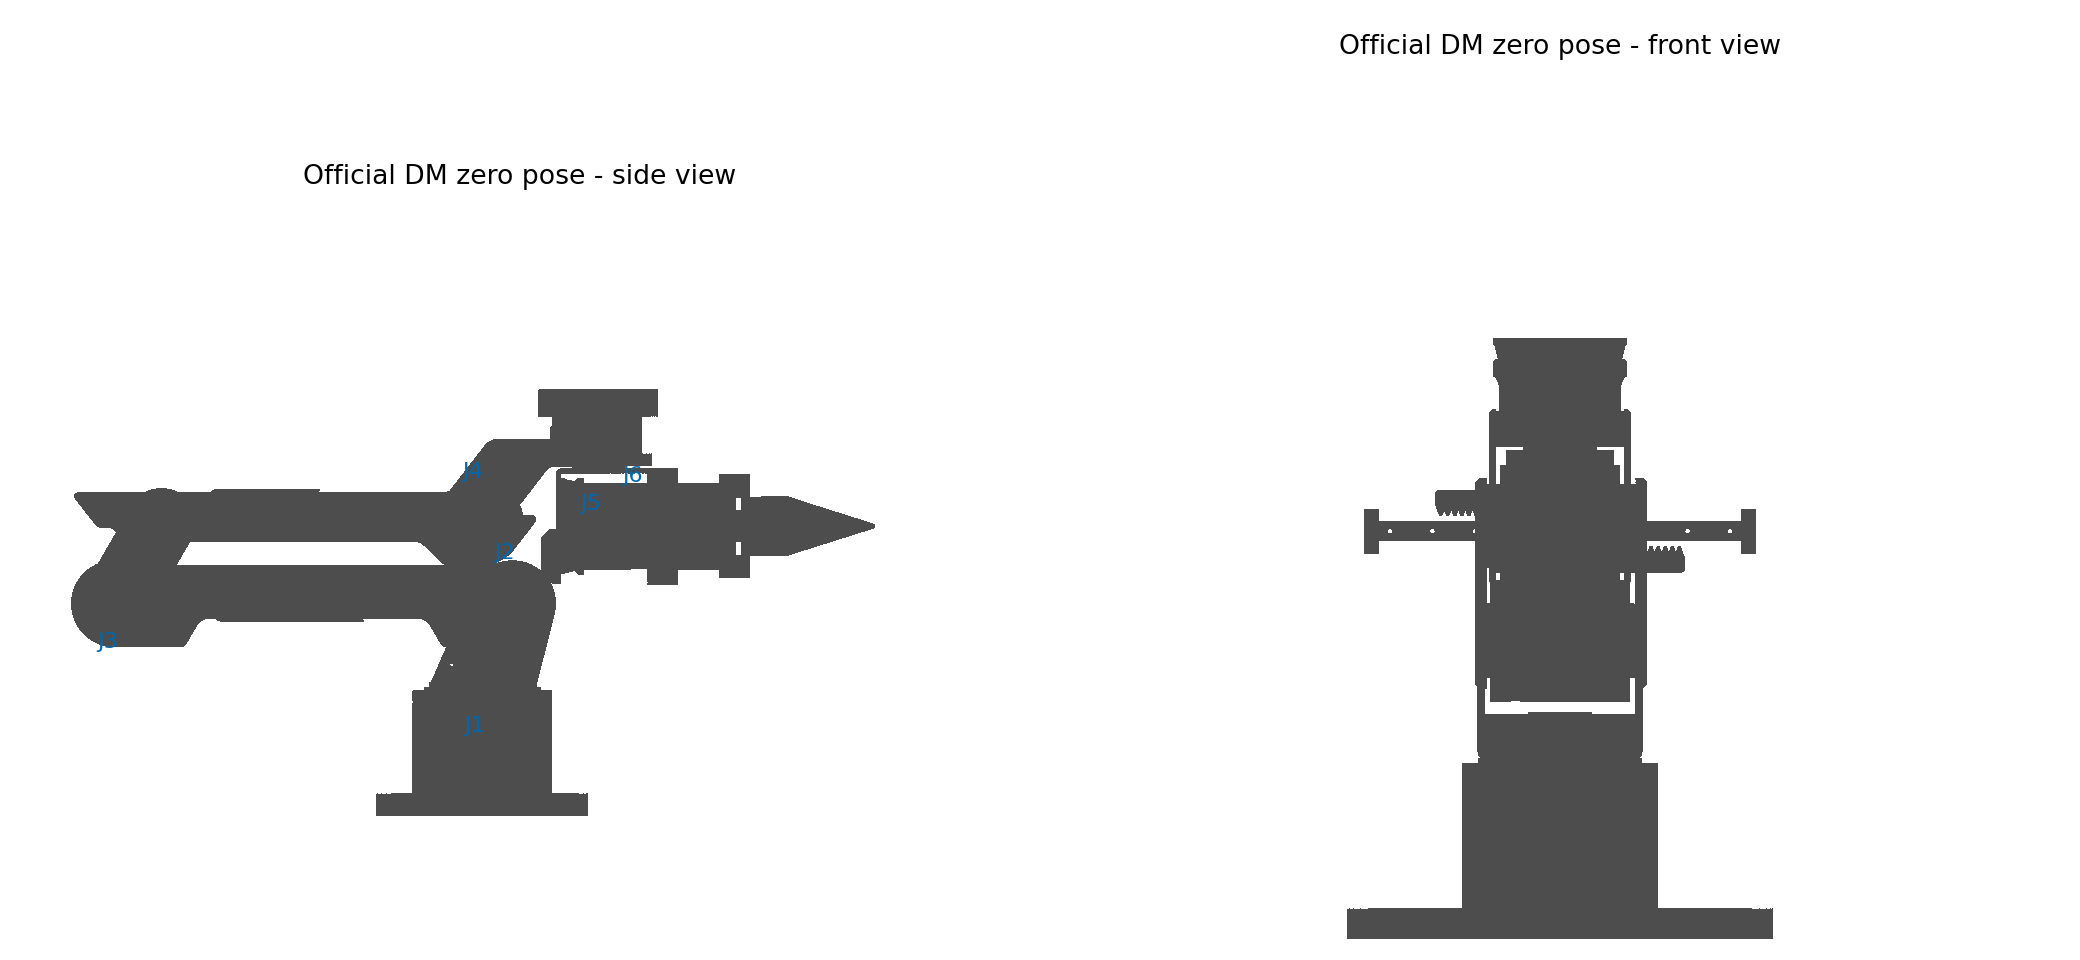 Official DM zero pose - front view
Official DM zero pose - side view
J4
J6
J5
J2
J3
J1